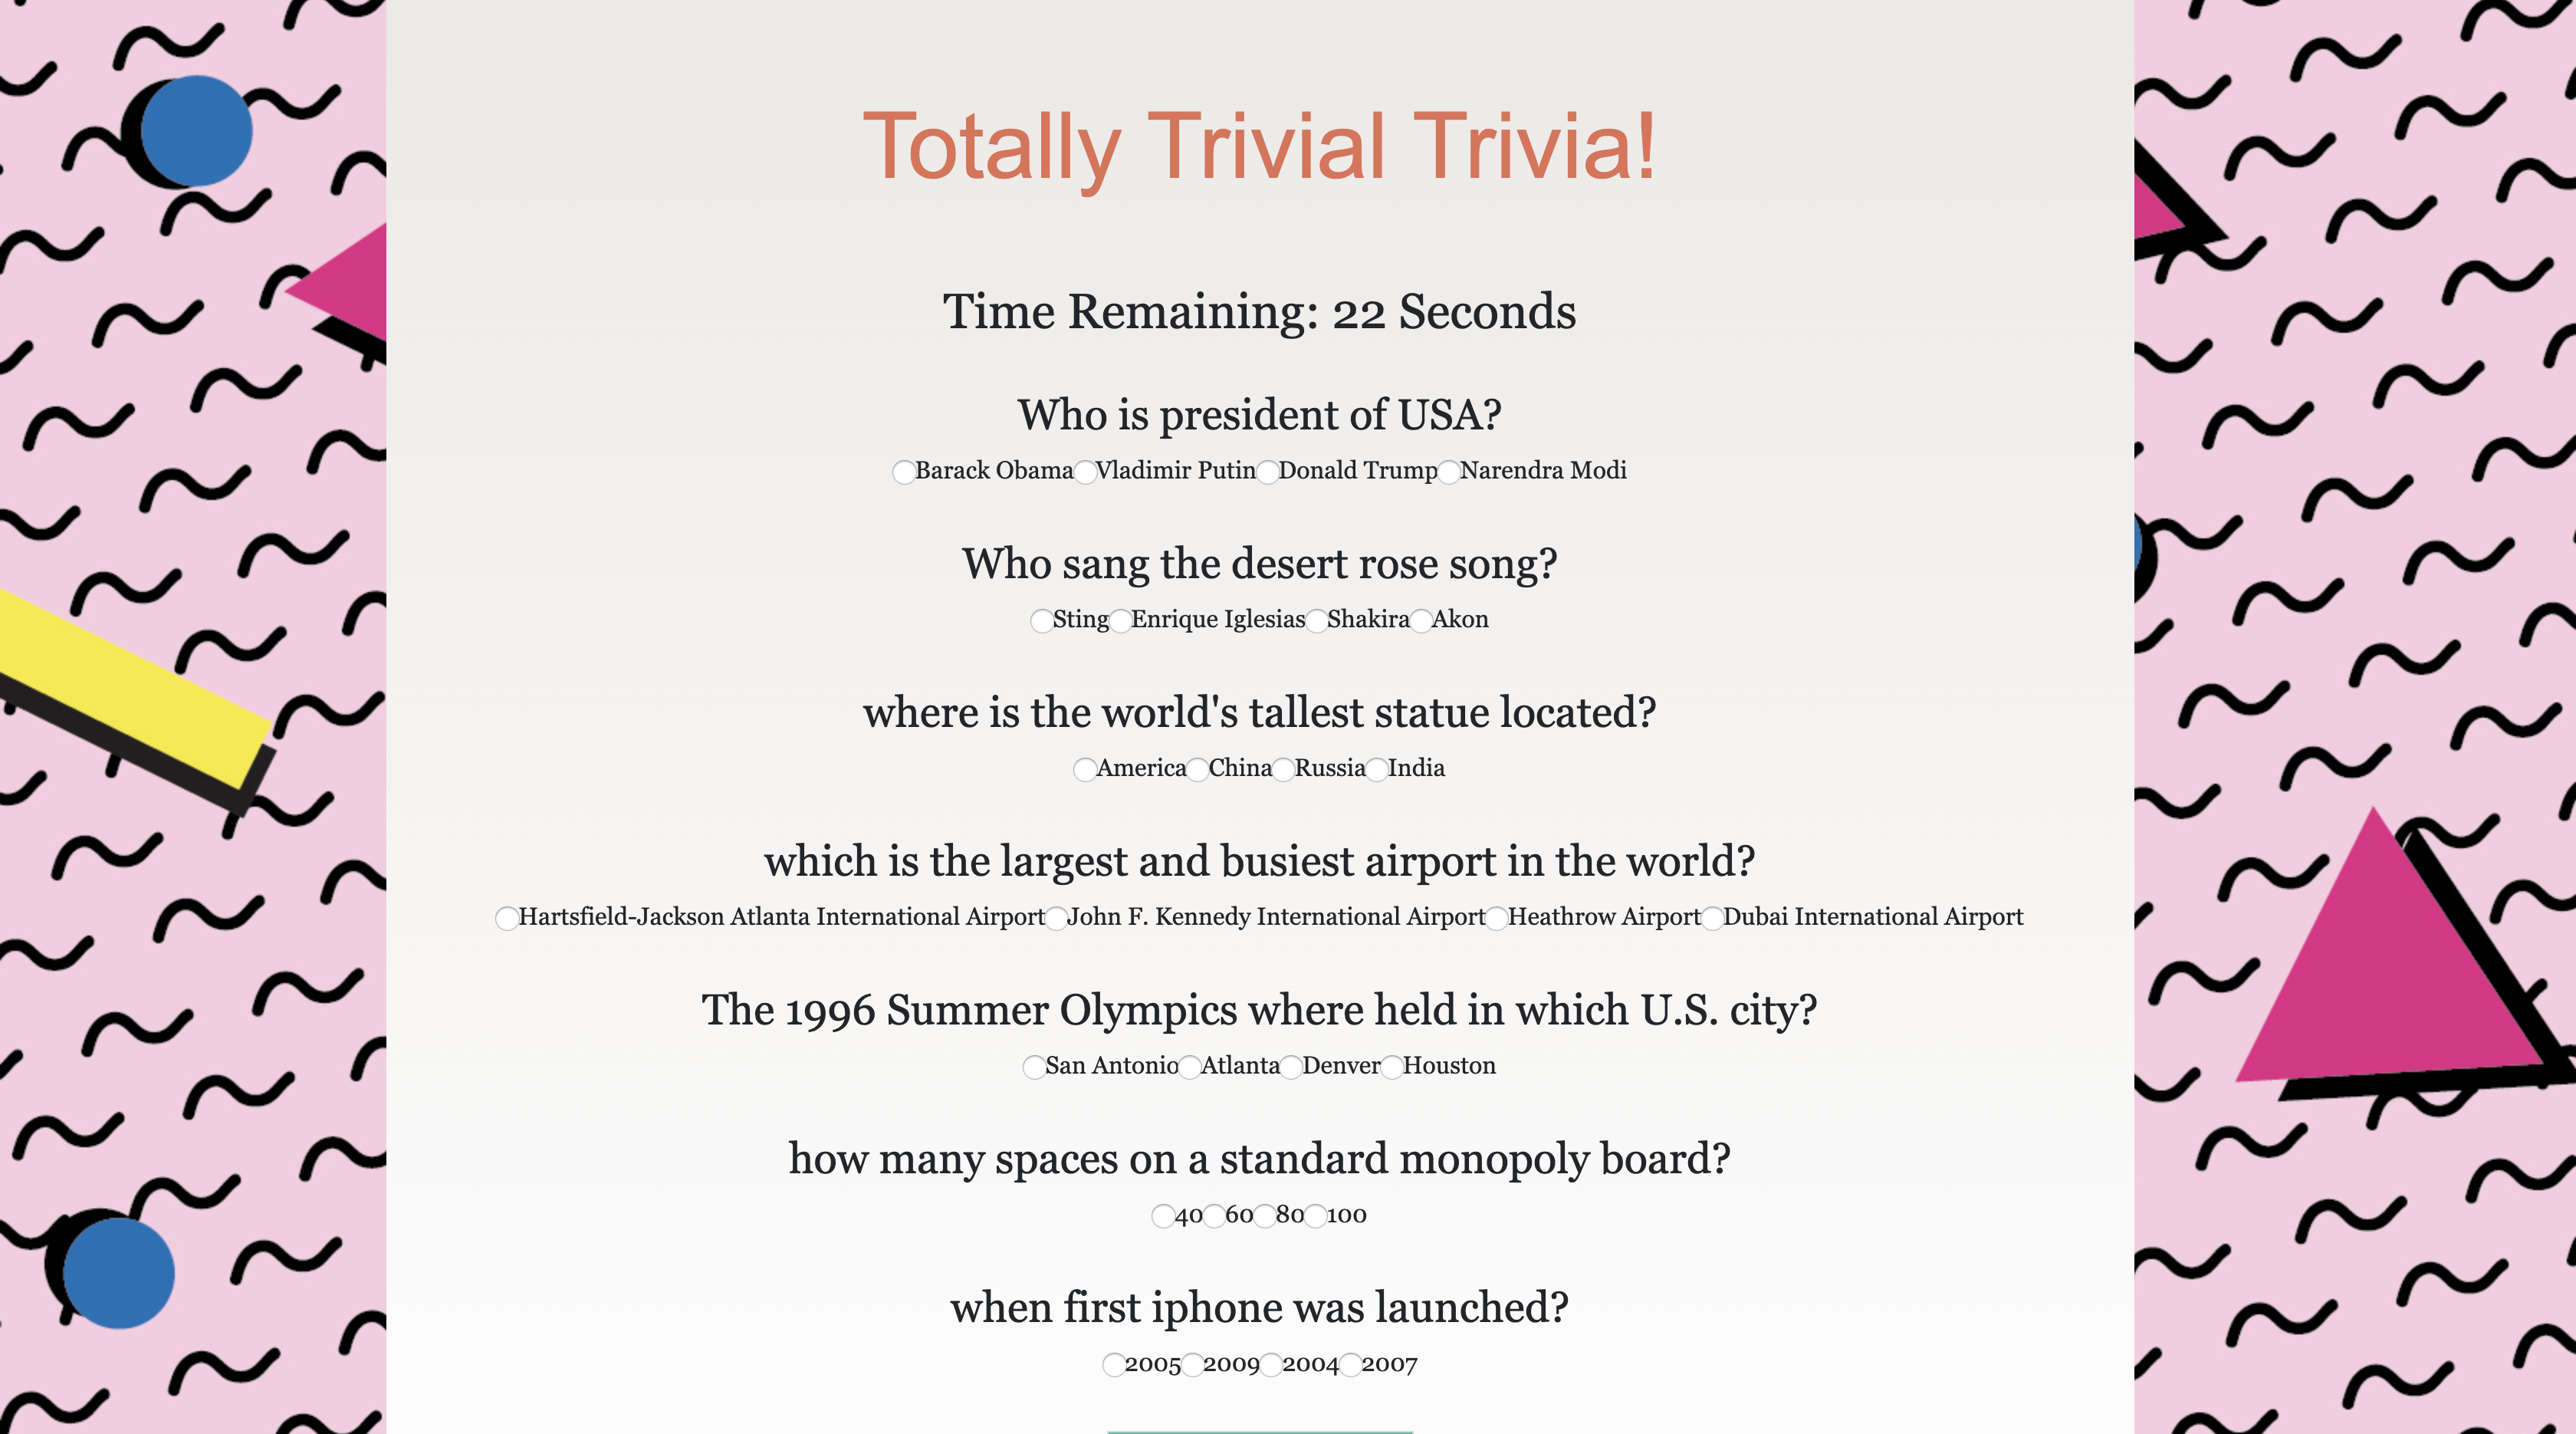 Totally Trivial Trivia!
Time Remaining: 22 Seconds
Who is president of USA?
Barack Obama Vladimir Putin Donald Trump Narendra Modi
Who sang the desert rose song?
Sting Enrique Iglesias Shakira Akon
where is the world's tallest statue located?
America China Russia India
which is the largest and busiest airport in the world?
Hartsfield-Jackson Atlanta International Airport John F. Kennedy International Airport Heathrow Airport Dubai International Airport
The 1996 Summer Olympics where held in which U.S. city?
San Antonio Atlanta Denver Houston
how many spaces on a standard monopoly board?
40 60 80 100
when first iphone was launched?
2005 2009 2004 2007